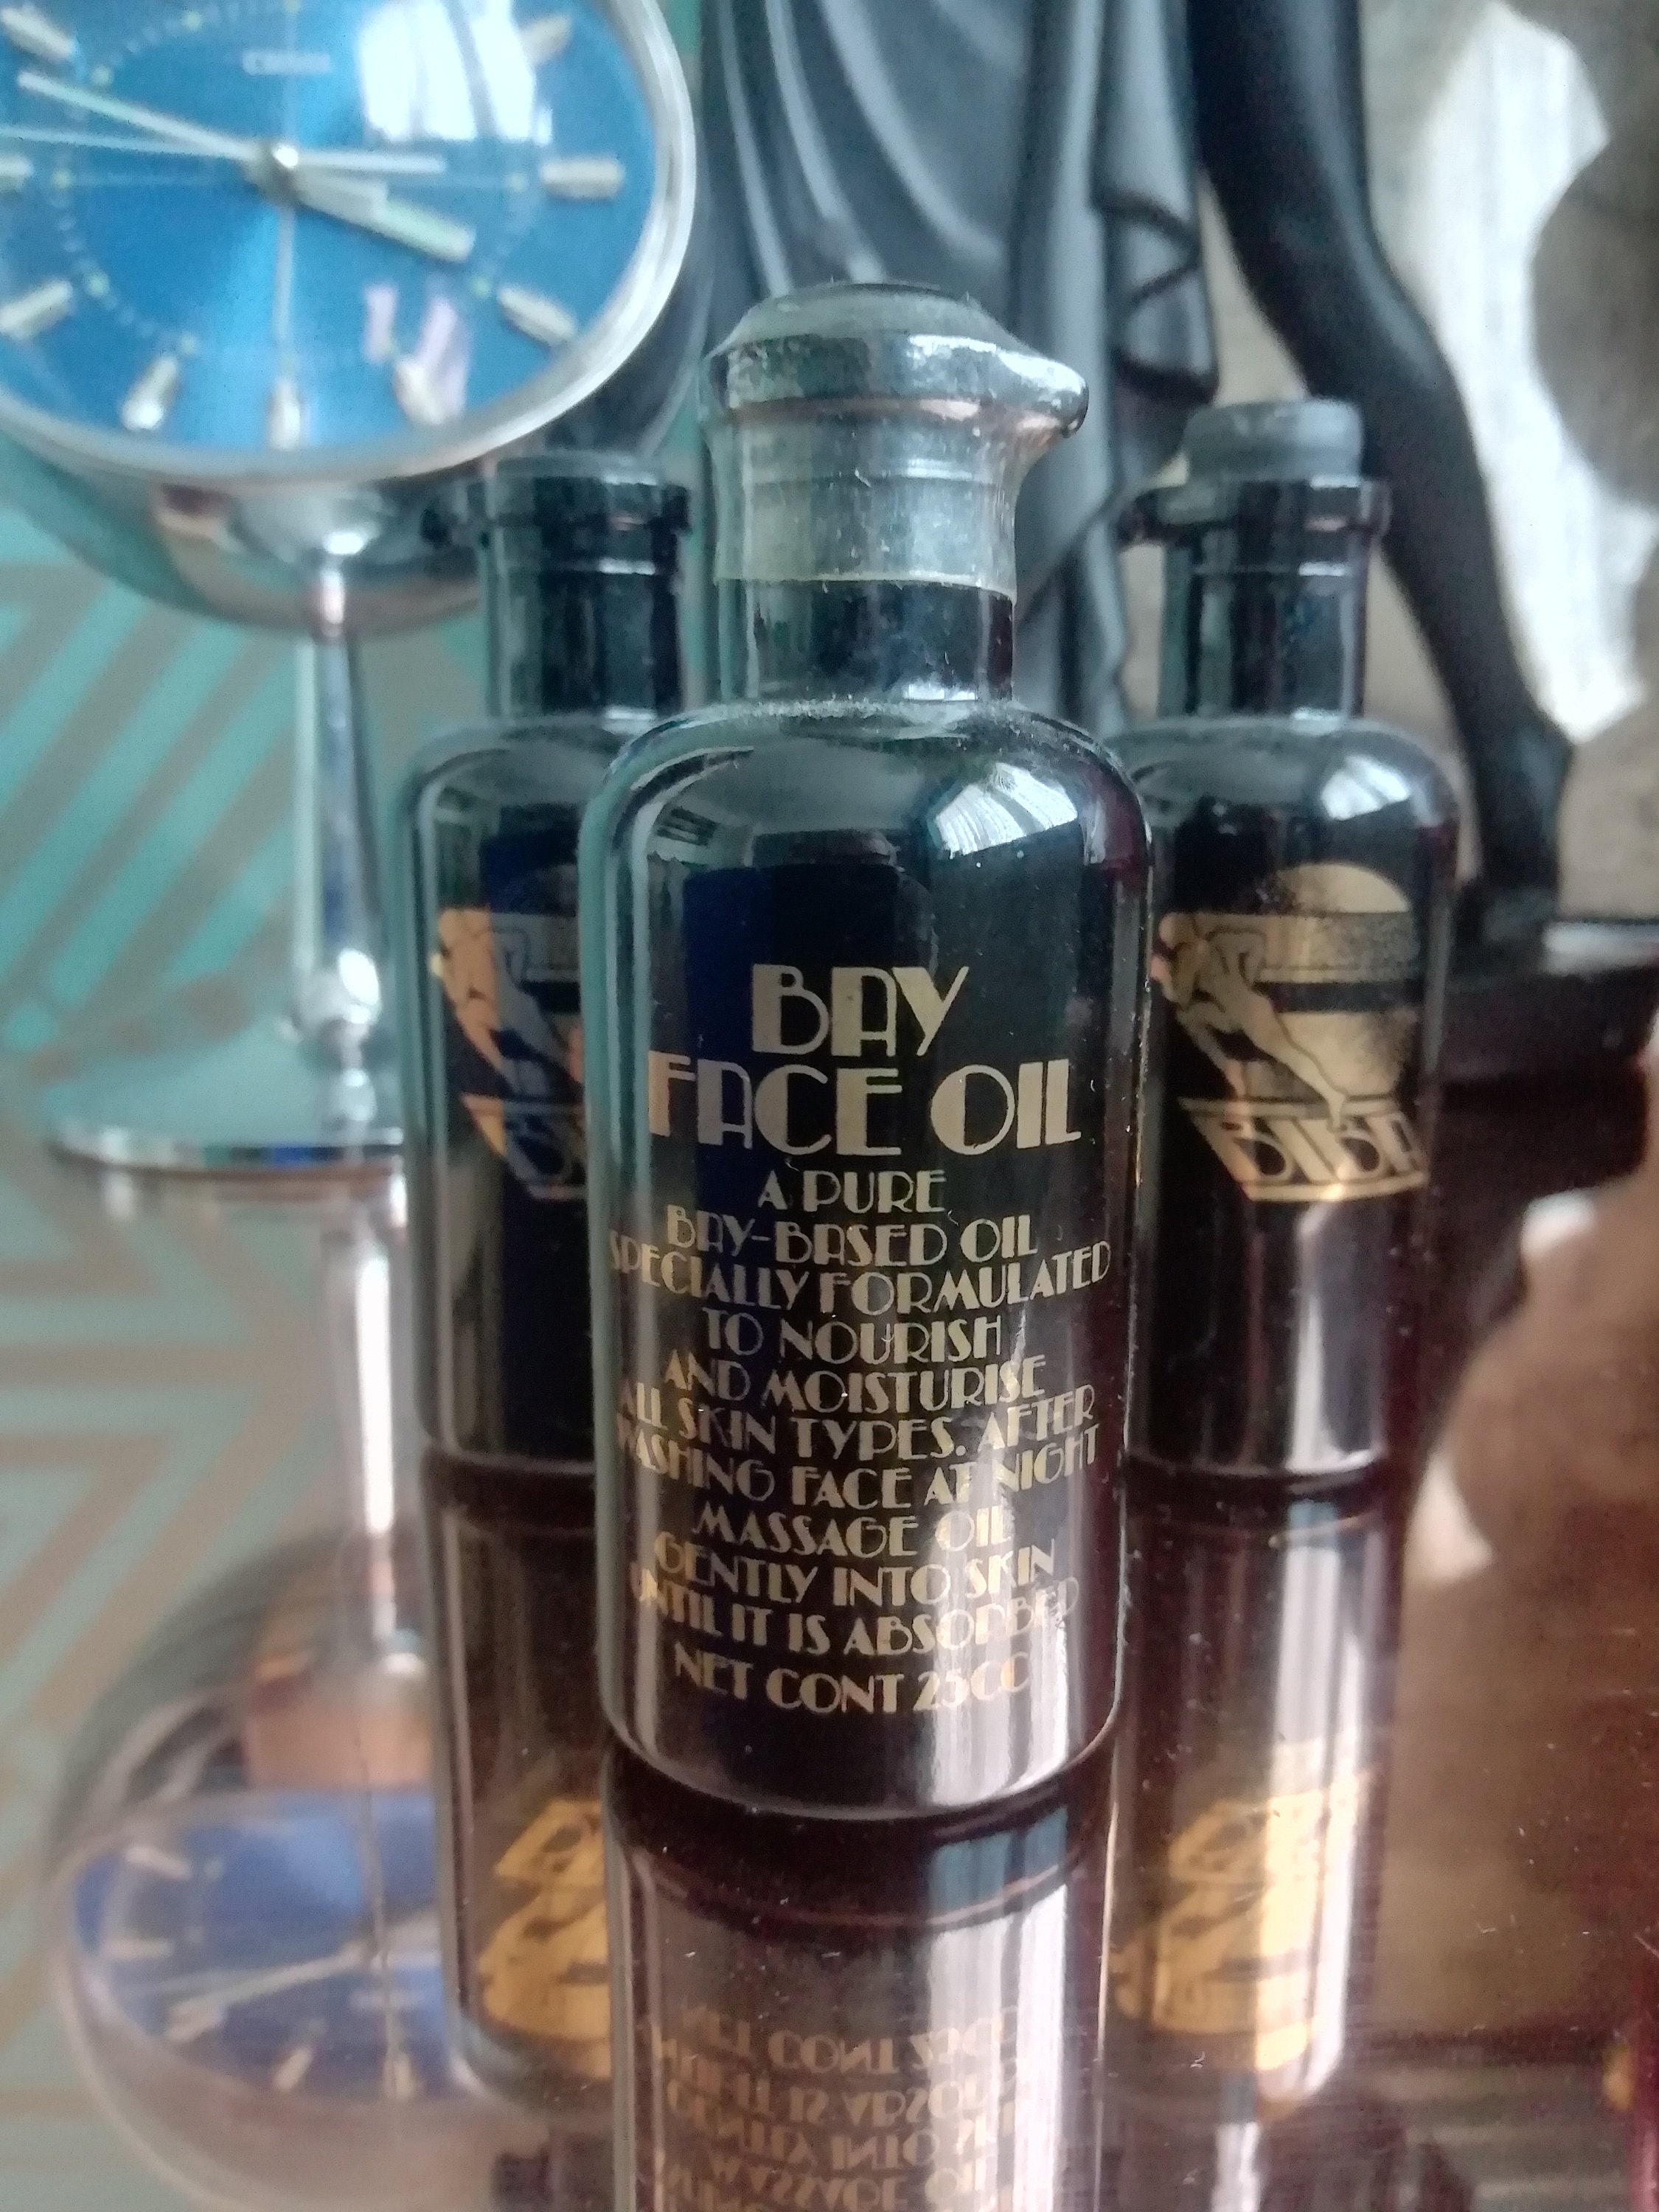 BAY
FACE OIL
A PURE
BAY-BASED OIL
SPECIALLY FORMULATED
TO NOURISH
AND MOISTURISE
ALL SKIN TYPES. AFTER
WASHING FACE AT NIGHT
MASSAGE OIL
GENTLY INTO SKIN
UNTIL IT IS ABSORBED
NET CONT 25CC
BIBA